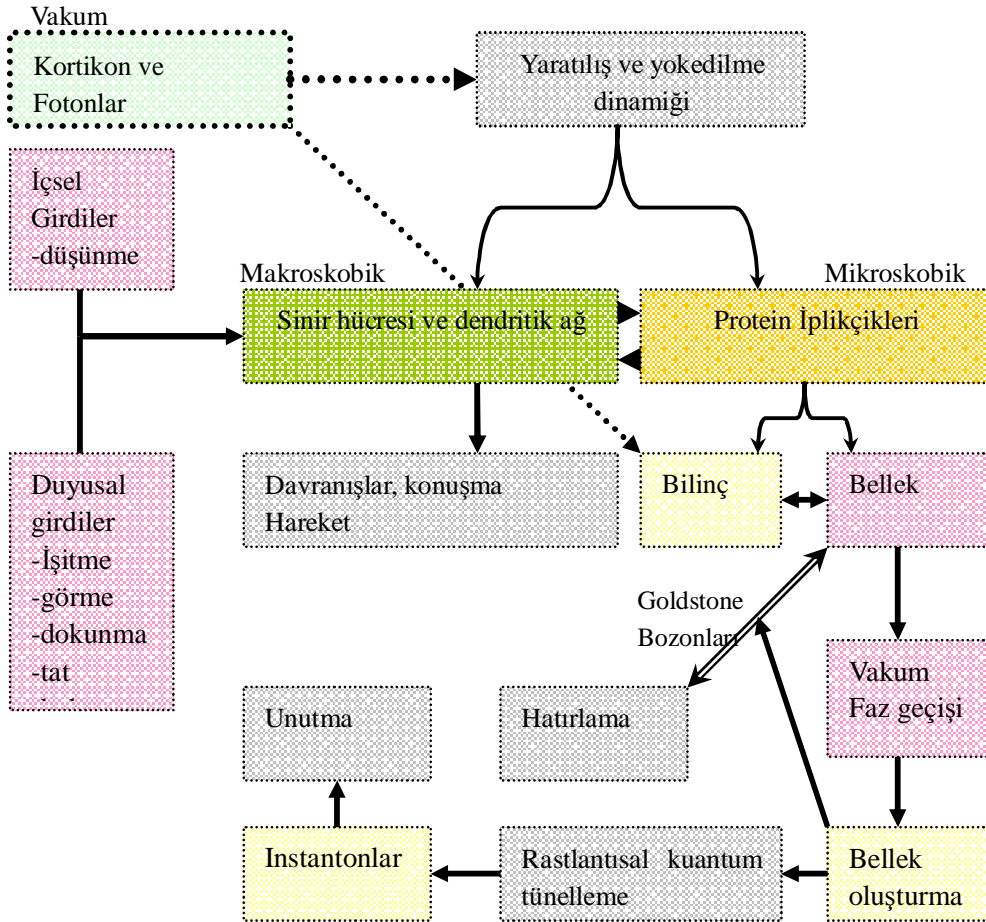 Vakum
Kortikon ve
Fotonlar
Yaratılış ve yokedilme
dinamiği
İçsel
Girdiler
-düşünme
Makroskobik
Mikroskobik
Sinir hücresi ve dendritik ağ
Protein İplikçikleri
Duyusal
girdiler
-İşitme
-görme
-dokunma
-tat
Davranışlar, konuşma
Hareket
Bilinç
Bellek
Goldstone
Bozonları
Vakum
Faz geçişi
Unutma
Hatırlama
Instantonlar
Rastlantısal kuantum
tünelleme
Bellek
oluşturma